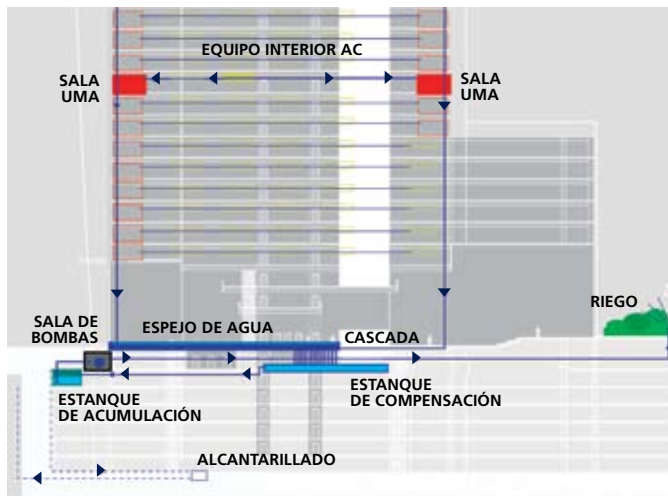 EQUIPO INTERIOR AC
SALA
UMA
SALA
UMA
RIEGO
SALA DE
BOMBAS
ESPEJO DE AGUA
CASCADA
ESTANQUE
DE ACUMULACIÓN
ESTANQUE
DE COMPENSACIÓN
ALCANTARILLADO